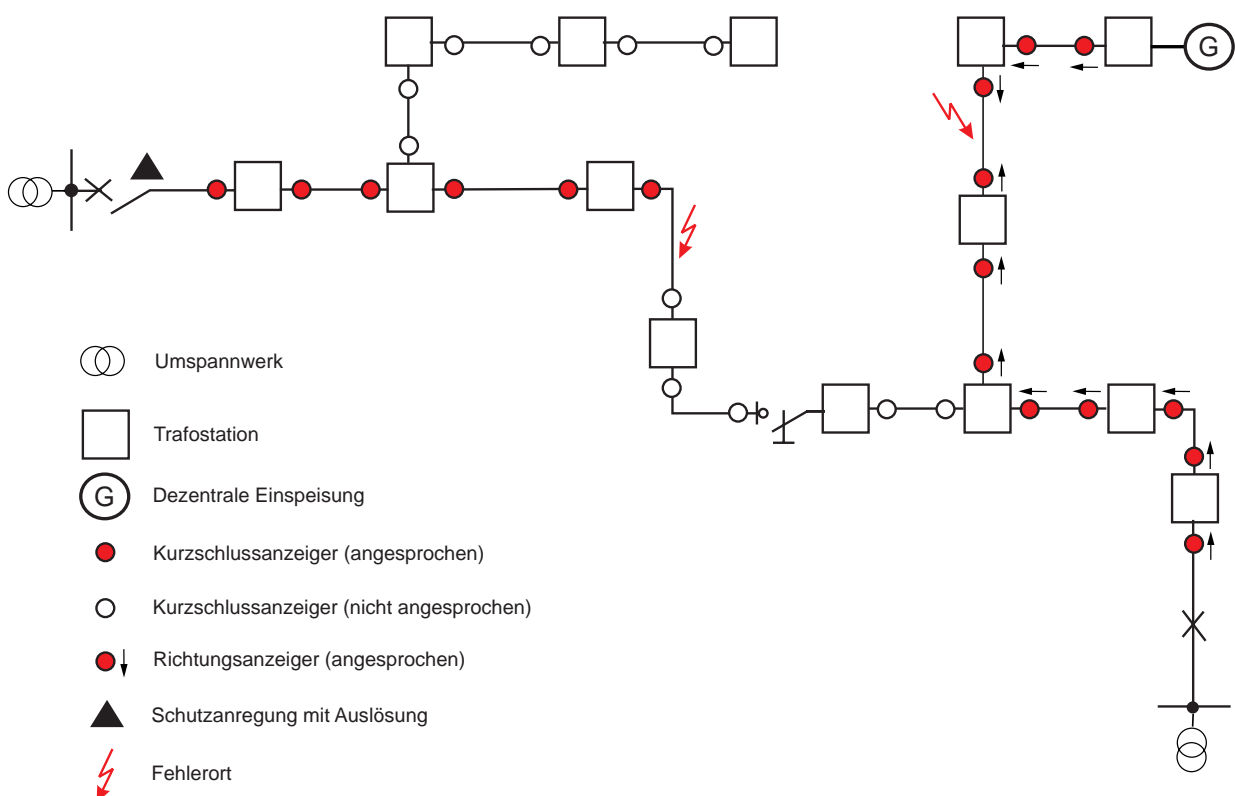 G
Umspannwerk
Trafostation
G
Dezentrale Einspeisung
Kurzschlussanzeiger (angesprochen)
Kurzschlussanzeiger (nicht angesprochen)
Richtungsanzeiger (angesprochen)
Schutzanregung mit Auslösung
Fehlerort